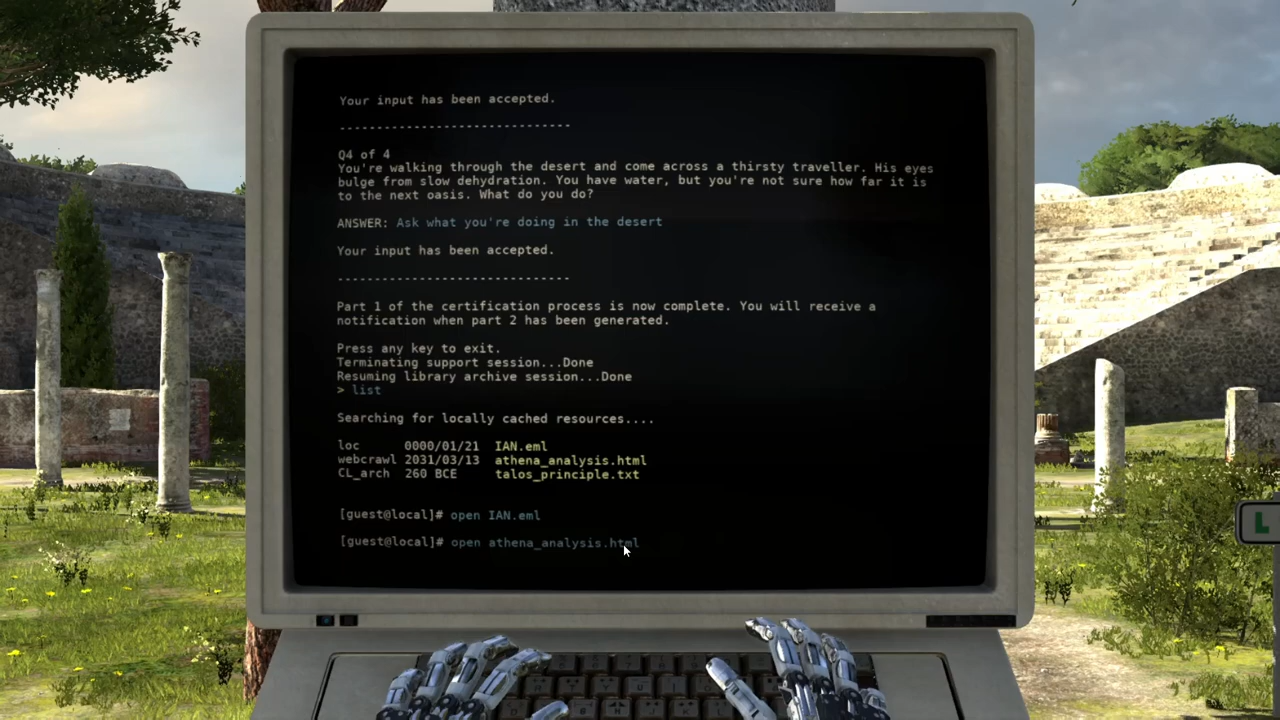 Your input has been accepted.
------------------------------
Q4 of 4
You're walking through the desert and come across a thirsty traveller. His eyes
bulge from slow dehydration. You have water, but you're not sure how far it is
to the next oasis. What do you do?
ANSWER: Ask what you're doing in the desert
Your input has been accepted.
------------------------------
Part 1 of the certification process is now complete. You will receive a
notification when part 2 has been generated.
Press any key to exit.
Terminating support session...Done
Resuming library archive session...Done
> list
Searching for locally cached resources....
loc 0000/01/21 IAN.eml
webcrawl 2031/03/13 athena_analysis.html
CL_arch 260 BCE talos_principle.txt
[guest@local]# open IAN.eml
[guest@local]# open athena_analysis.html
L